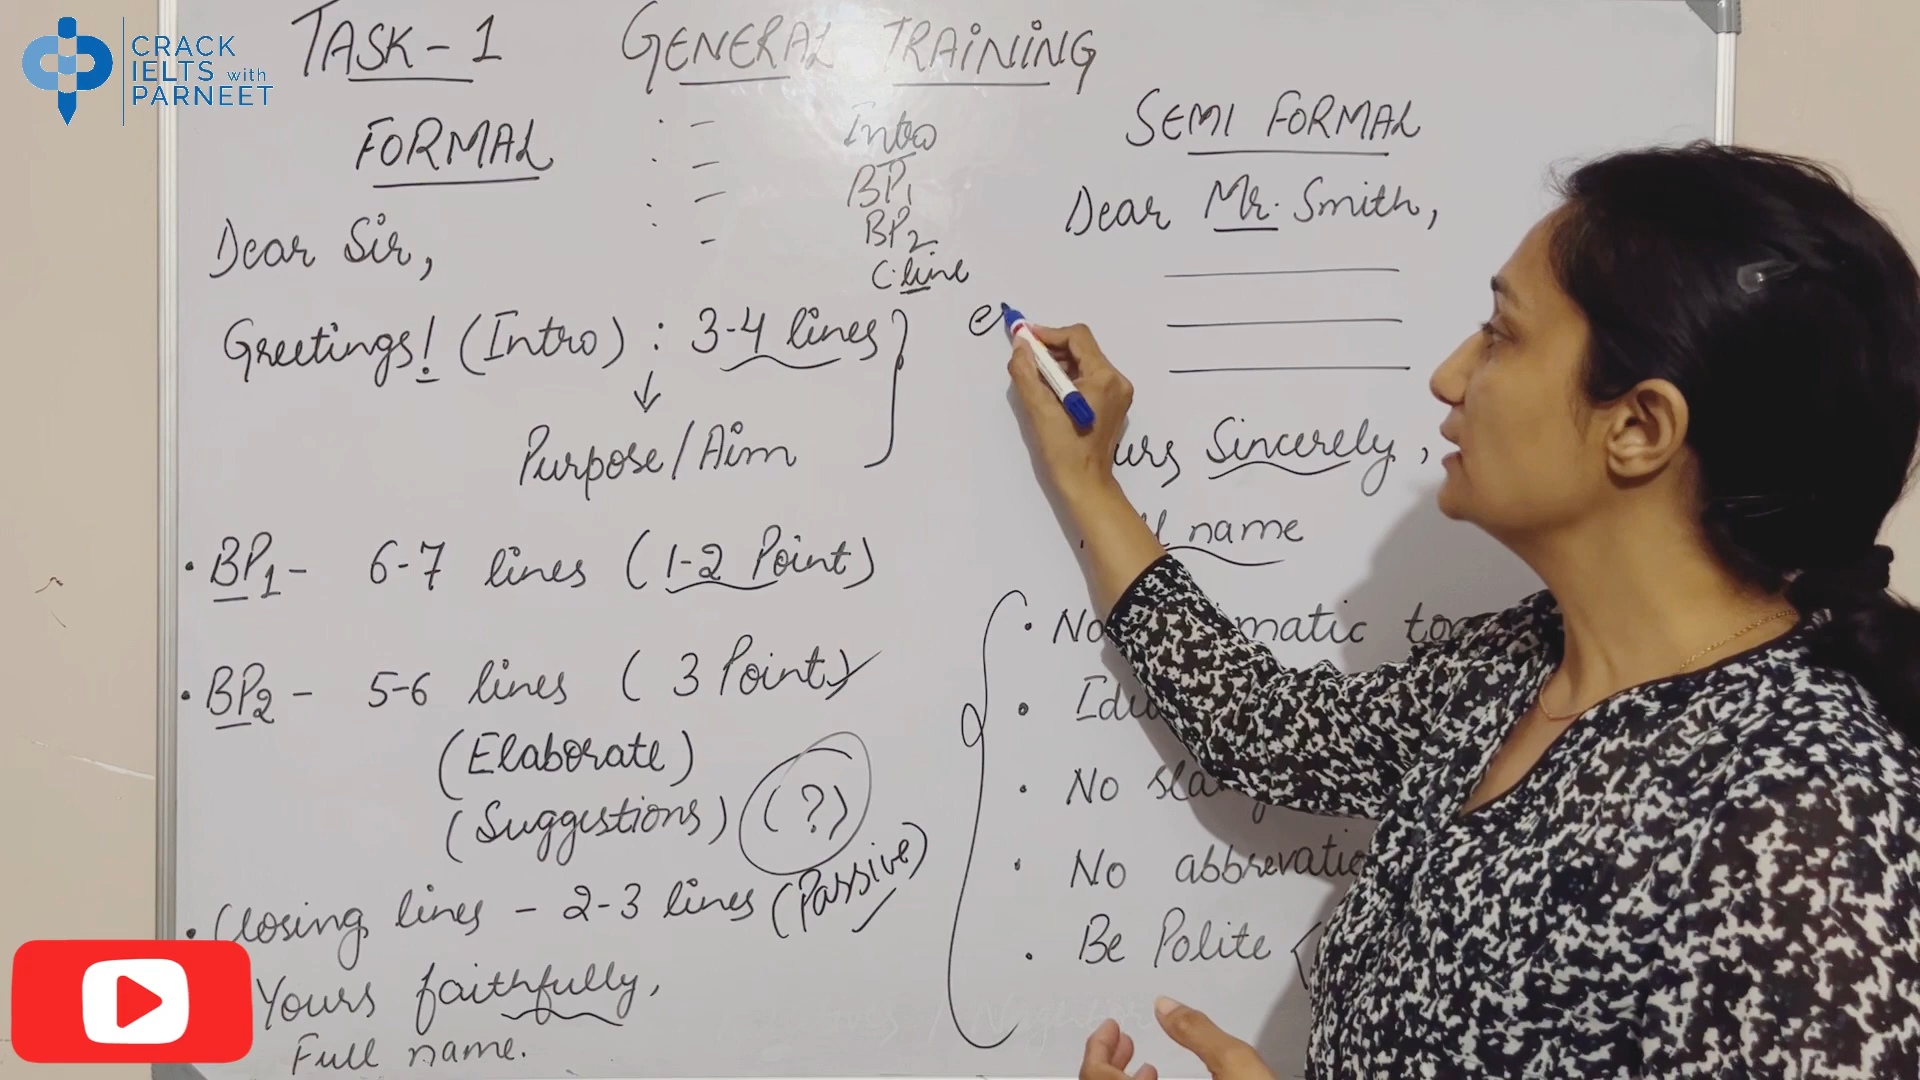 CRACK
IELTS with
PARNEET
TASK-1 GENERAL TRAINING
FORMAL
Intro
BP1
BP2
C.line
Dear Sir,
Greetings! (Intro) : 3-4 lines
Purpose/Aim
• BP1 - 6-7 lines (1-2 Point)
• BP2 - 5-6 lines (3 Point)
(Elaborate)
(Suggestions) (?)
• Closing lines - 2-3 lines (Passive)
Yours faithfully,
Full name.
SEMI FORMAL
Dear Mr. Smith,
Sincerely,
name
• No
•
• No
• No
• Be Polite